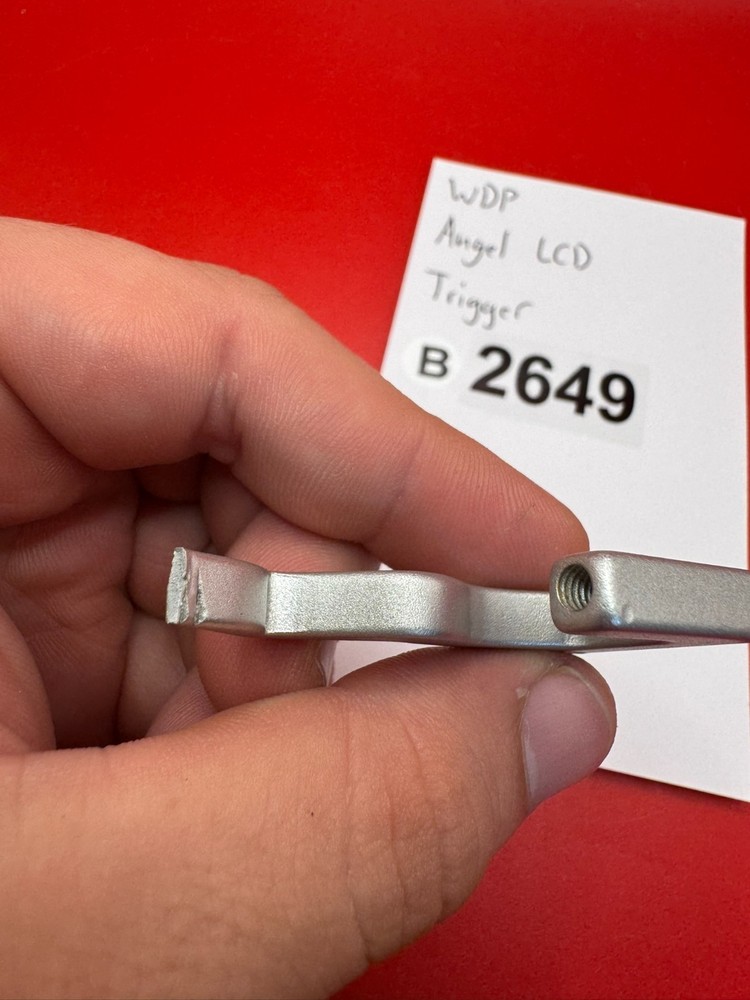 WDP
Angel LCD
Trigger
B 2649